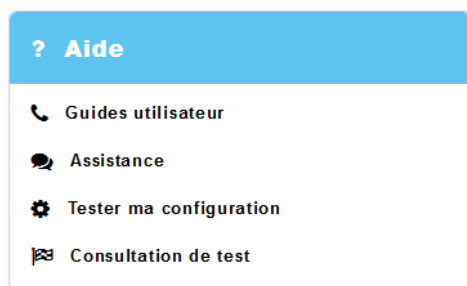 ? Aide
Guides utilisateur
Assistance
Tester ma configuration
Consultation de test